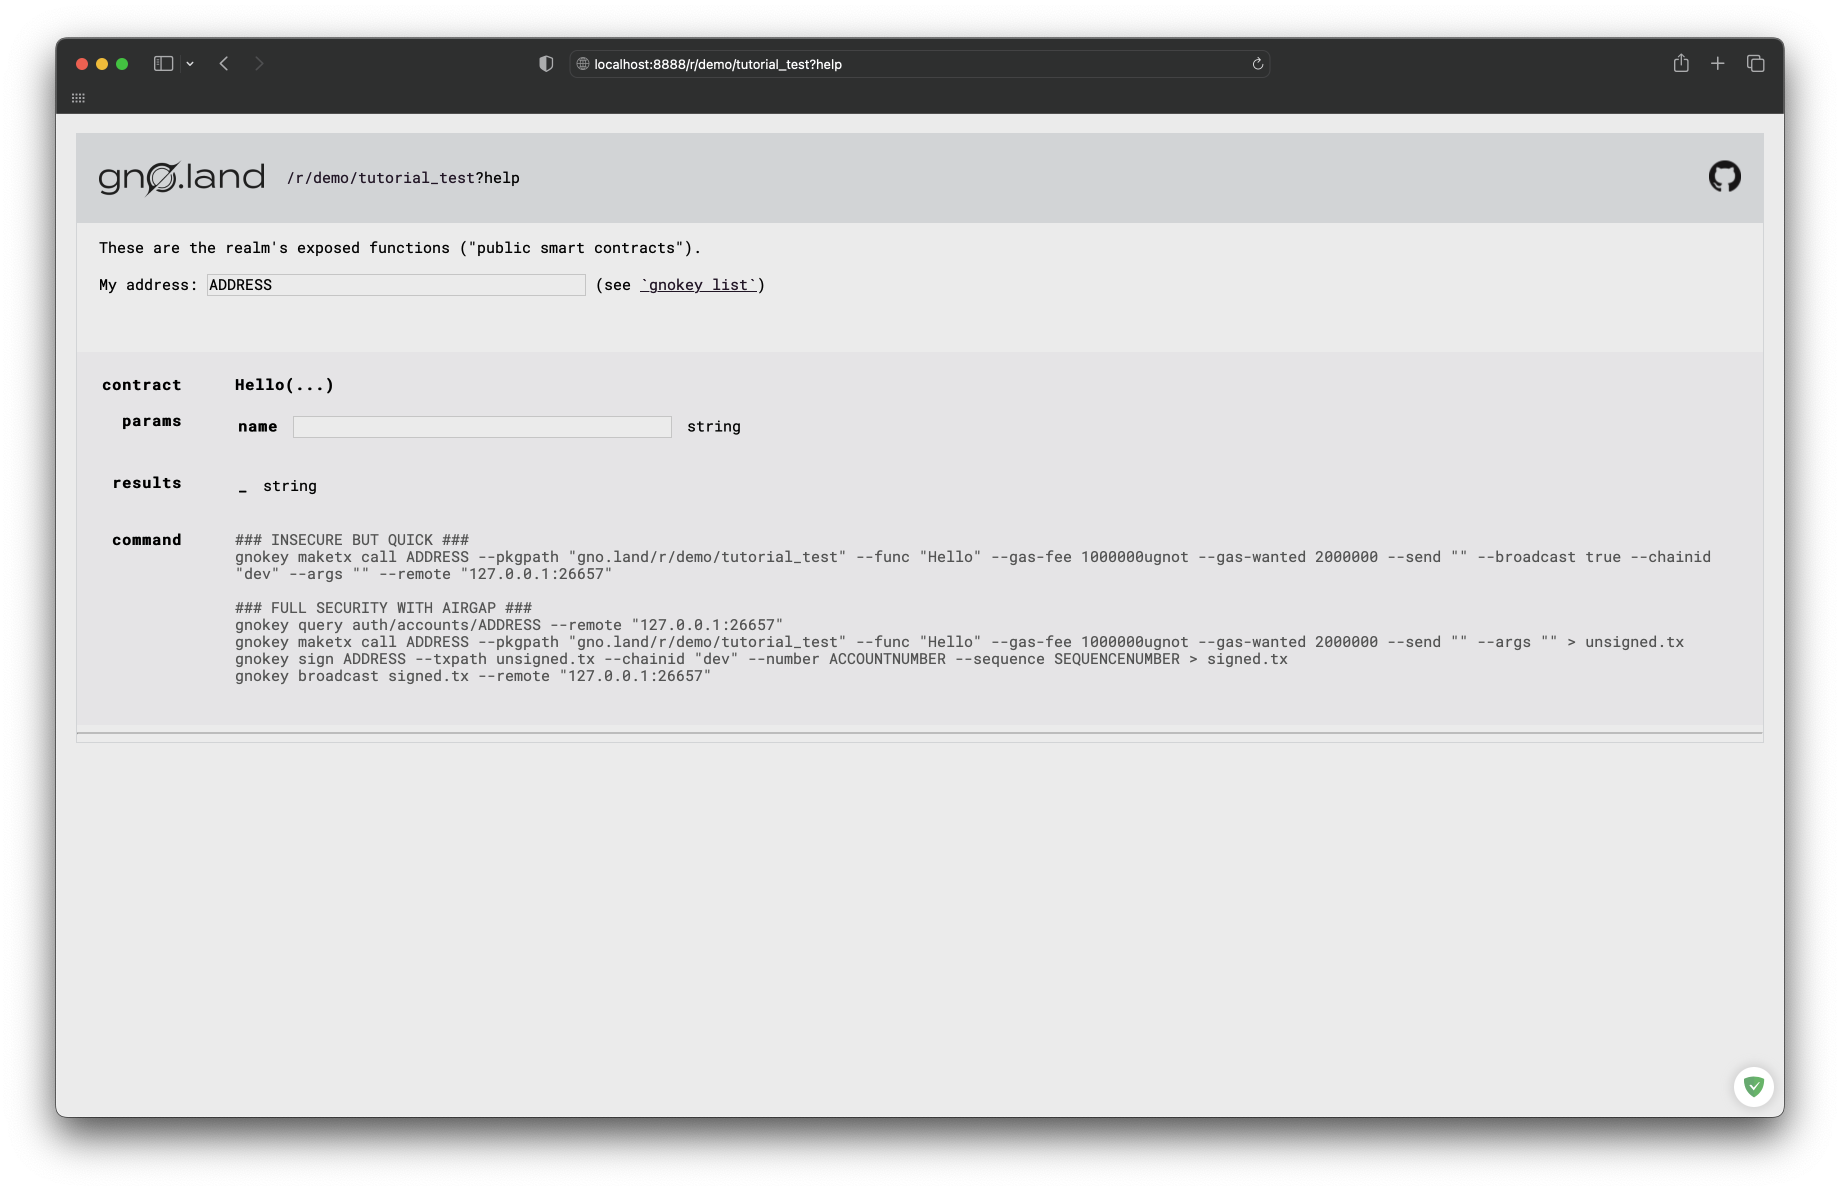 localhost:8888/r/demo/tutorial_test?help
gno.land /r/demo/tutorial_test?help
These are the realm's exposed functions ("public smart contracts").
My address: ADDRESS (see `gnokey list`)
contract Hello(...)
params name string
results _ string
command ### INSECURE BUT QUICK ###
gnokey maketx call ADDRESS --pkgpath "gno.land/r/demo/tutorial_test" --func "Hello" --gas-fee 1000000ugnot --gas-wanted 2000000 --send "" --broadcast true --chainid
"dev" --args "" --remote "127.0.0.1:26657"
### FULL SECURITY WITH AIRGAP ###
gnokey query auth/accounts/ADDRESS --remote "127.0.0.1:26657"
gnokey maketx call ADDRESS --pkgpath "gno.land/r/demo/tutorial_test" --func "Hello" --gas-fee 1000000ugnot --gas-wanted 2000000 --send "" --args "" > unsigned.tx
gnokey sign ADDRESS --txpath unsigned.tx --chainid "dev" --number ACCOUNTNUMBER --sequence SEQUENCENUMBER > signed.tx
gnokey broadcast signed.tx --remote "127.0.0.1:26657"